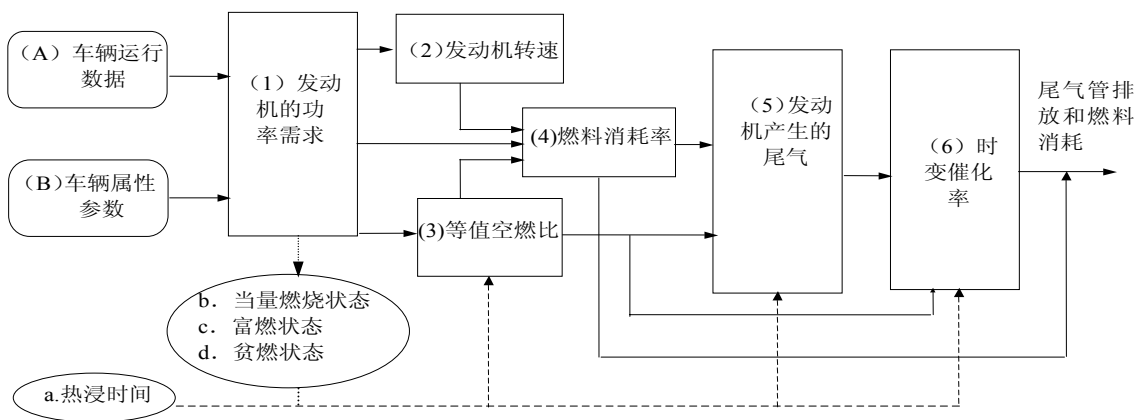 (A) 车辆运行
数据
(B)车辆属性
参数
(1) 发动
机的功
率需求
(2)发动机转速
(4)燃料消耗率
(3)等值空燃比
(5)发动
机产生的
尾气
(6) 时
变催化
率
尾气管排
放和燃料
消耗
b. 当量燃烧状态
c. 富燃状态
d. 贫燃状态
a.热浸时间